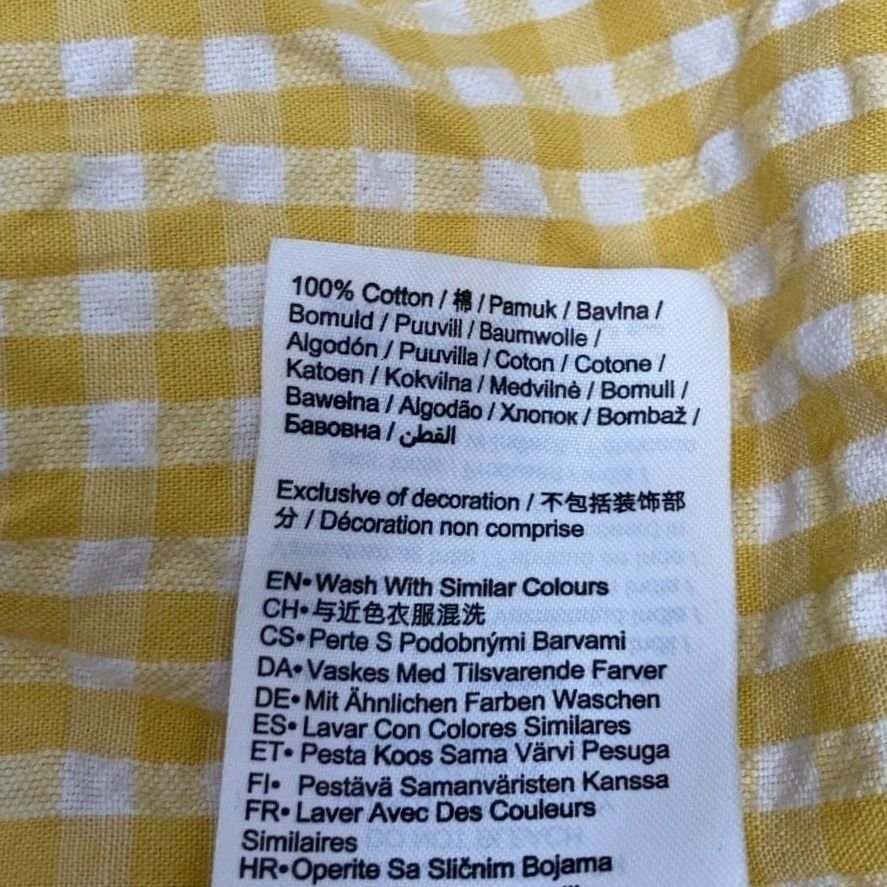 100% Cotton / 棉 / Pamuk / Bavlna /
Bomuld / Puuvill / Baumwolle /
Algodón / Puuvilla / Coton / Cotone /
Katoen / Kokvilna / Medvilnė / Bomull /
Bawełna / Algodão / Хлопок / Bombaž /
Бавовна / القطن
Exclusive of decoration / 不包括装饰部
分 / Décoration non comprise
EN• Wash With Similar Colours
CH• 与近色衣服混洗
CS• Perte S Podobnými Barvami
DA• Vaskes Med Tilsvarende Farver
DE• Mit Ähnlichen Farben Waschen
ES• Lavar Con Colores Similares
ET• Pesta Koos Sama Värvi Pesuga
FI• Pestävä Samanväristen Kanssa
FR• Laver Avec Des Couleurs
Similaires
HR• Operite Sa Sličnim Bojama